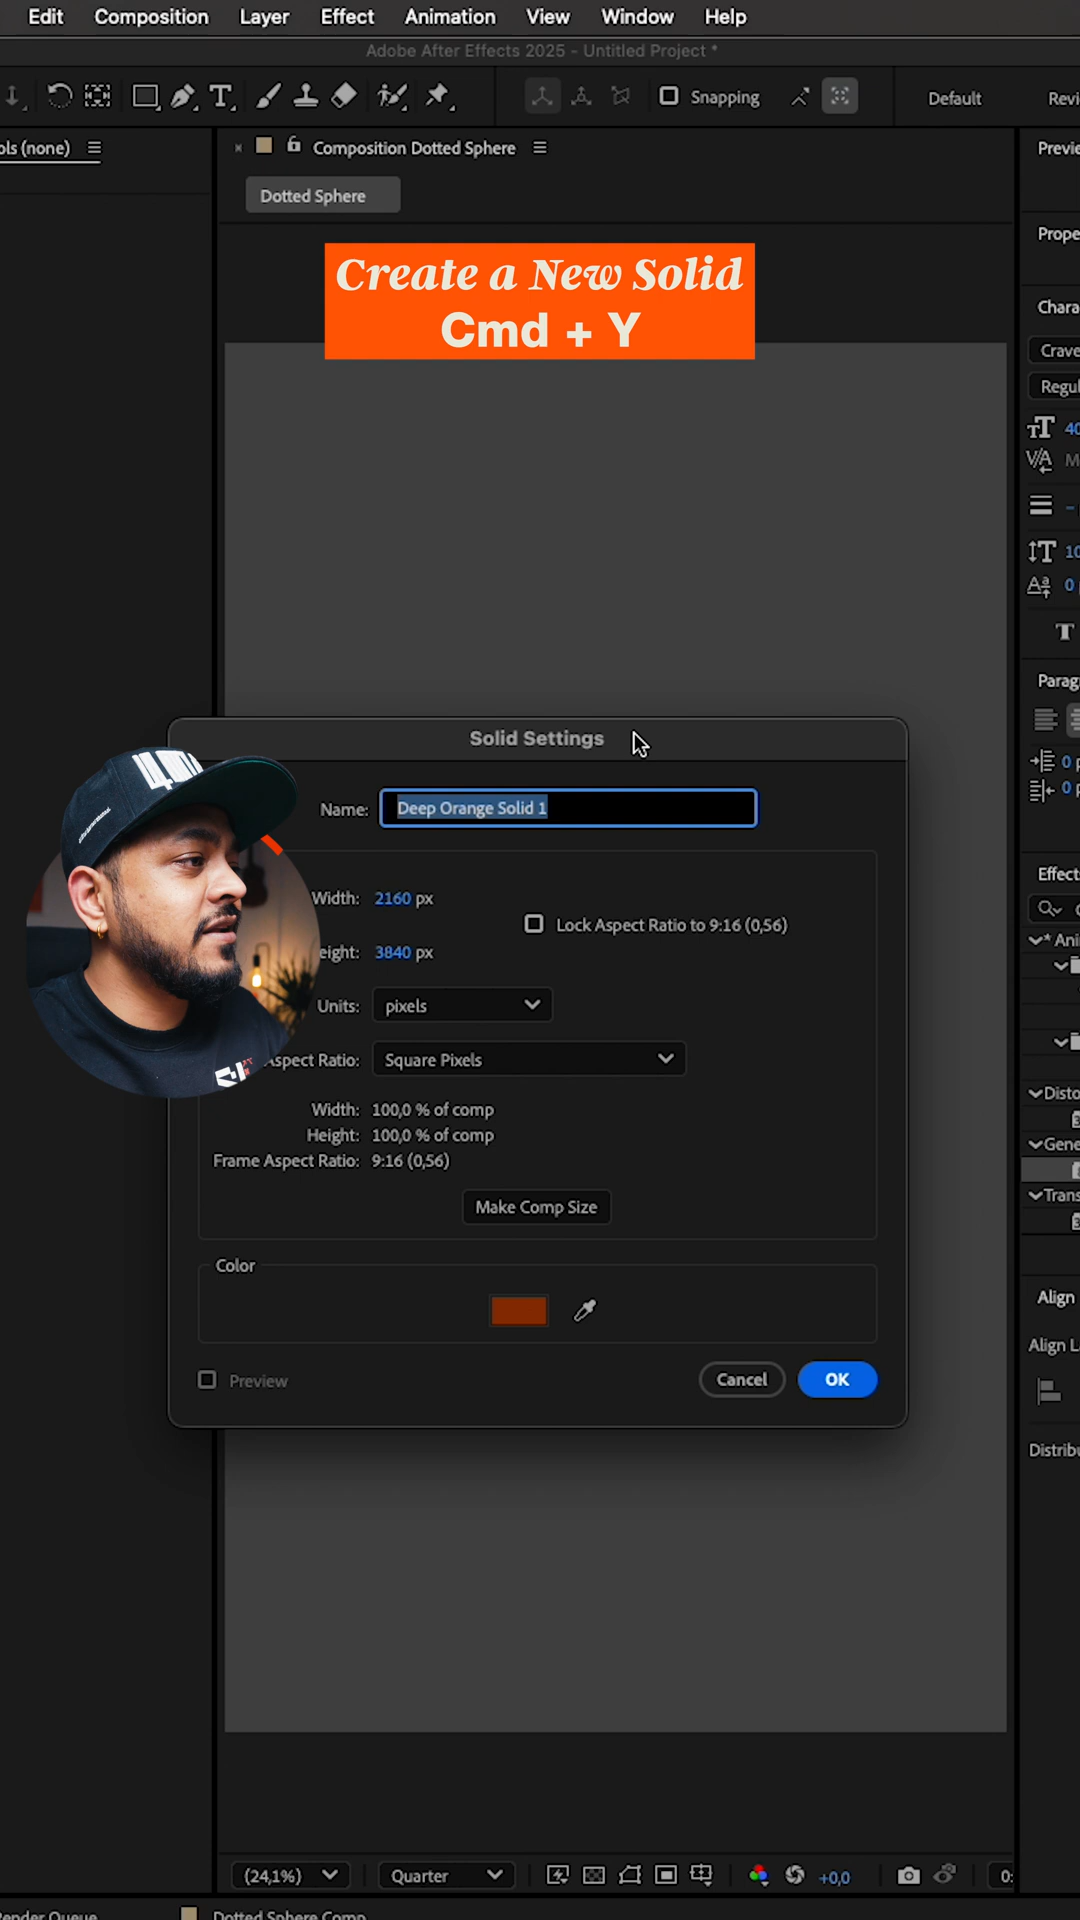 Edit Composition Layer Effect Animation View Window Help
Adobe After Effects 2025 - Untitled Project *
Snapping Default
ols (none)
Composition Dotted Sphere
Dotted Sphere
Create a New Solid
Cmd + Y
Solid Settings
Name: Deep Orange Solid 1
Width: 2160 px
Lock Aspect Ratio to 9:16 (0,56)
eight: 3840 px
Units: pixels
Aspect Ratio: Square Pixels
Width: 100,0 % of comp
Height: 100,0 % of comp
Frame Aspect Ratio: 9:16 (0,56)
Make Comp Size
Color
Preview Cancel OK
(24,1%) Quarter +0,0 0:
ender Queue Dotted Sphere Comp
Previe
Prope
Chara
Crave
Regul
40
10
0
Paragr
0 p
0 p
Effect
Ani
Disto
Gene
Trans
Align
Align La
Distribu